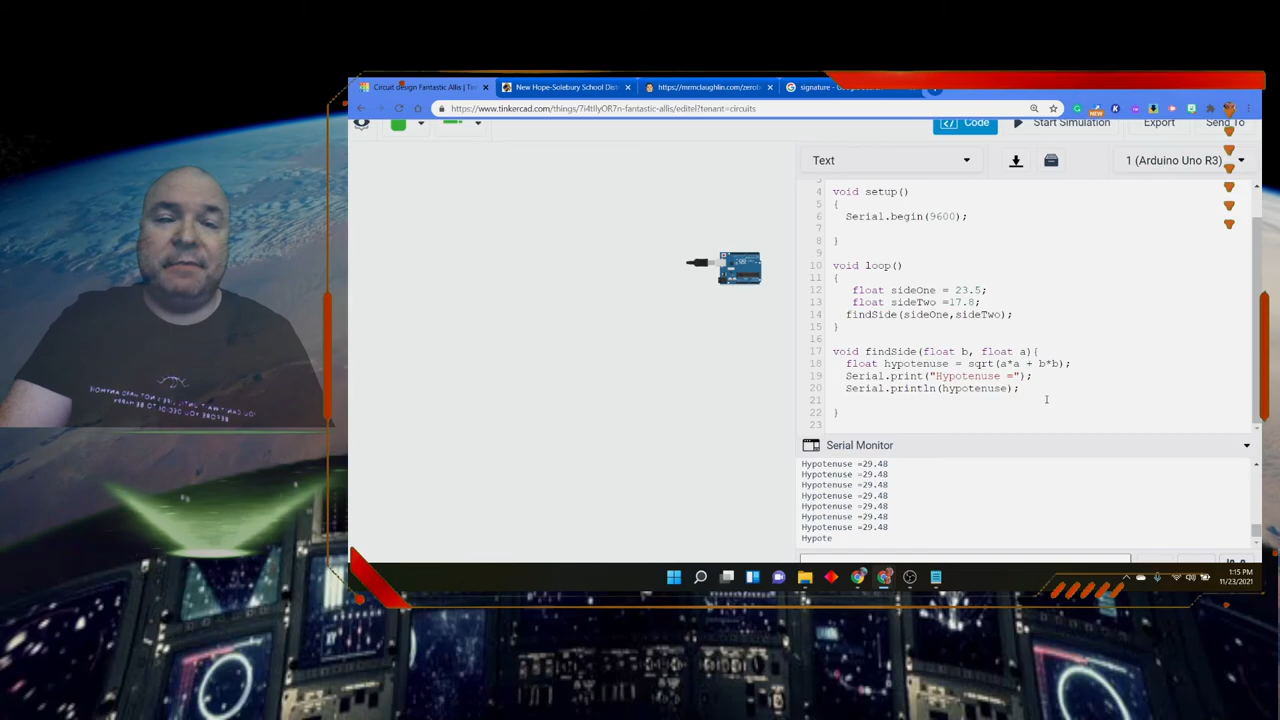 Circuit design Fantastic Allis | Tin
New Hope-Solebury School Dist
https://mrmclaughlin.com/zerob
signature - Google Search
https://www.tinkercad.com/things/7i4tIlyOR7n-fantastic-allis/editel?tenant=circuits
NEW
Code
Start Simulation
Export
Send To
Text
1 (Arduino Uno R3)
3
4 void setup()
5 {
6 Serial.begin(9600);
7
8 }
9
10 void loop()
11 {
12 float sideOne = 23.5;
13 float sideTwo =17.8;
14 findSide(sideOne,sideTwo);
15 }
16
17 void findSide(float b, float a){
18 float hypotenuse = sqrt(a*a + b*b);
19 Serial.print("Hypotenuse =");
20 Serial.println(hypotenuse);
21
22 }
23
Serial Monitor
Hypotenuse =29.48
Hypotenuse =29.48
Hypotenuse =29.48
Hypotenuse =29.48
Hypotenuse =29.48
Hypotenuse =29.48
Hypotenuse =29.48
Hypote
1:15 PM
11/23/2021